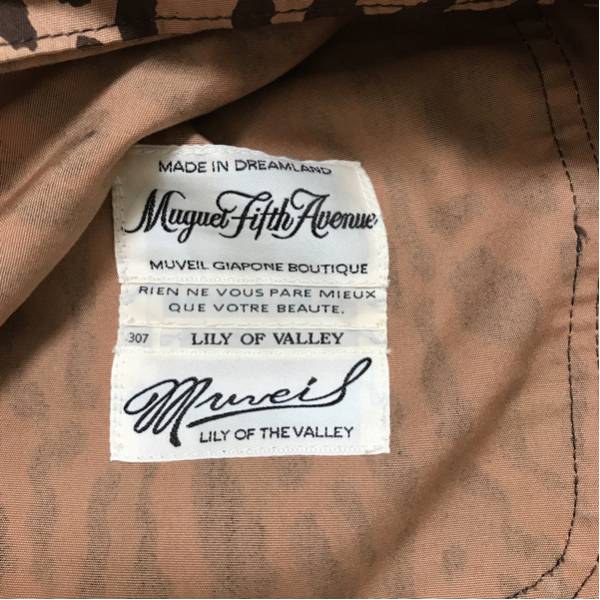 MADE IN DREAMLAND
Muguet Fifth Avenue
MUVEIL GIAPONE BOUTIQUE
RIEN NE VOUS PARE MIEUX
QUE VOTRE BEAUTE.
307 LILY OF VALLEY
Muveil
LILY OF THE VALLEY